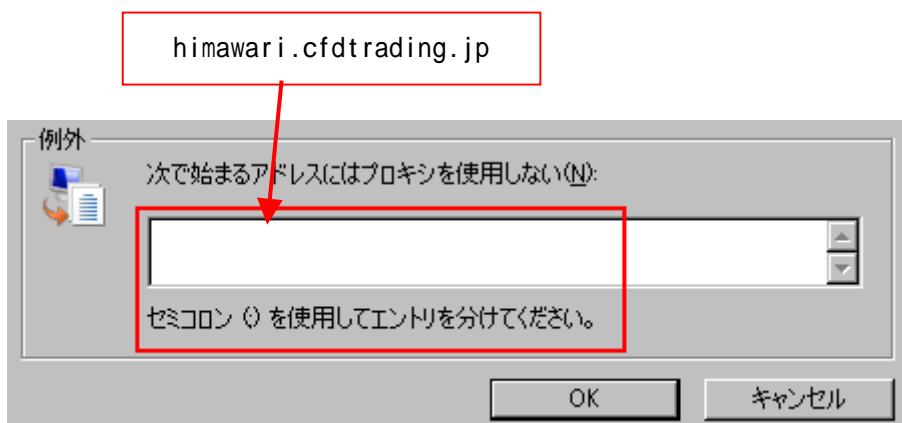 himawari.cfdtrading.jp
例外
次で始まるアドレスにはプロキシを使用しない(N):
セミコロン (;) を使用してエントリを分けてください。
OK
キャンセル